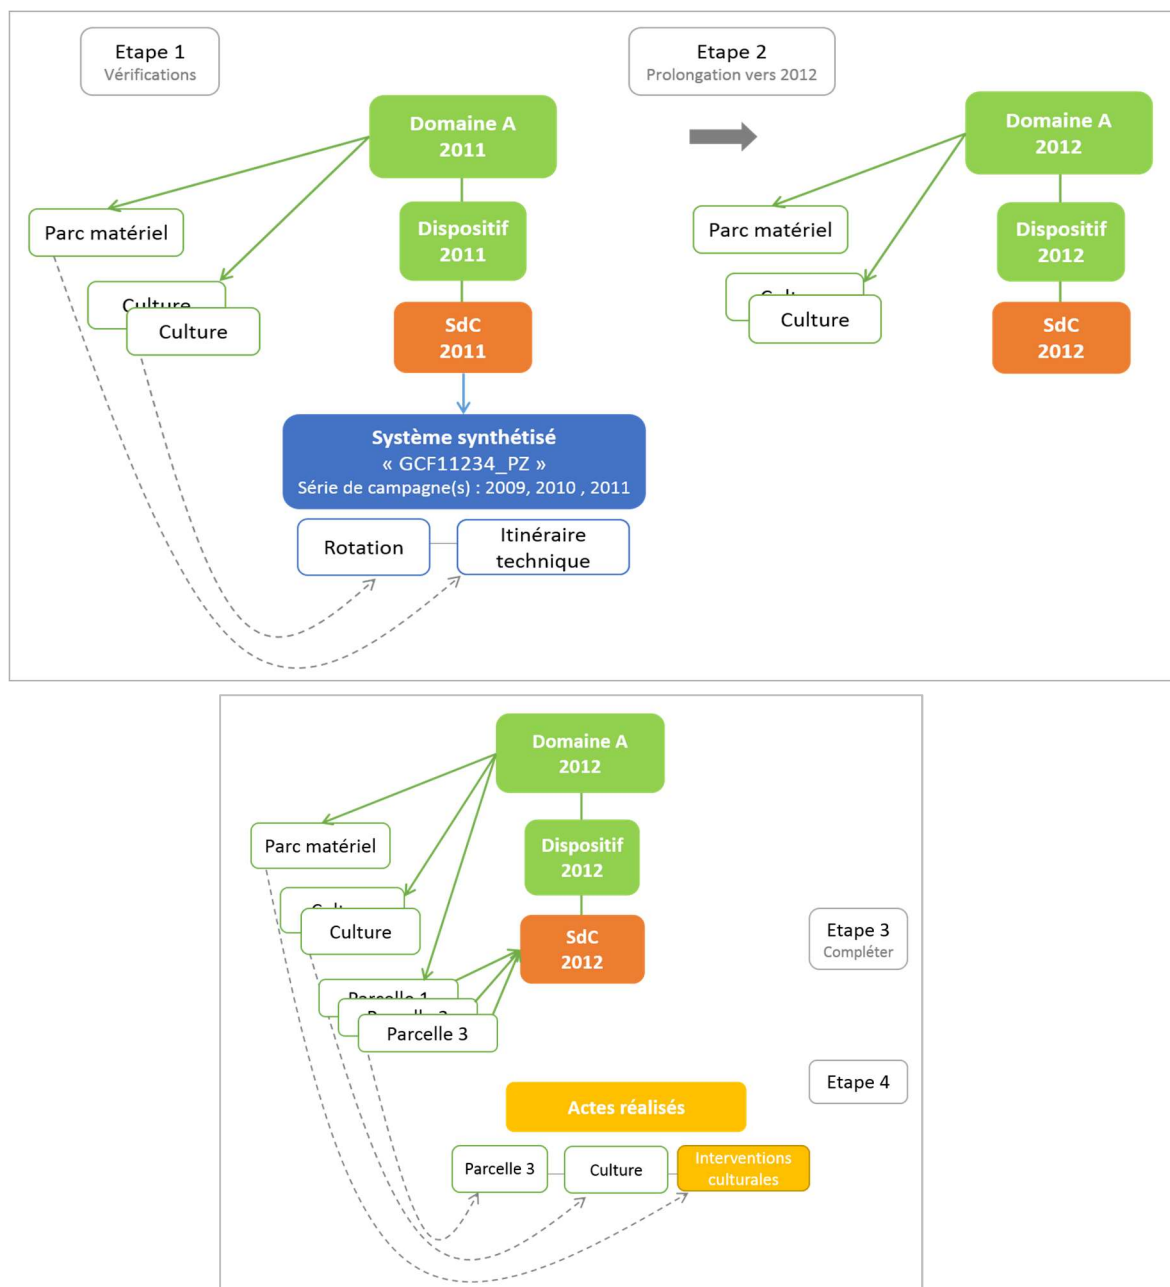 Etape 1
Vérifications
Etape 2
Prolongation vers 2012
Domaine A
2011
Domaine A
2012
Parc matériel
Dispositif
2011
Parc matériel
Dispositif
2012
Culture
Culture
SdC
2011
Culture
SdC
2012
Système synthétisé
« GCF11234_PZ »
Série de campagne(s) : 2009, 2010 , 2011
Rotation
Itinéraire
technique
Domaine A
2012
Parc matériel
Dispositif
2012
Culture
SdC
2012
Etape 3
Compléter
Parcelle 1
Parcelle 3
Etape 4
Actes réalisés
Parcelle 3
Culture
Interventions
culturales